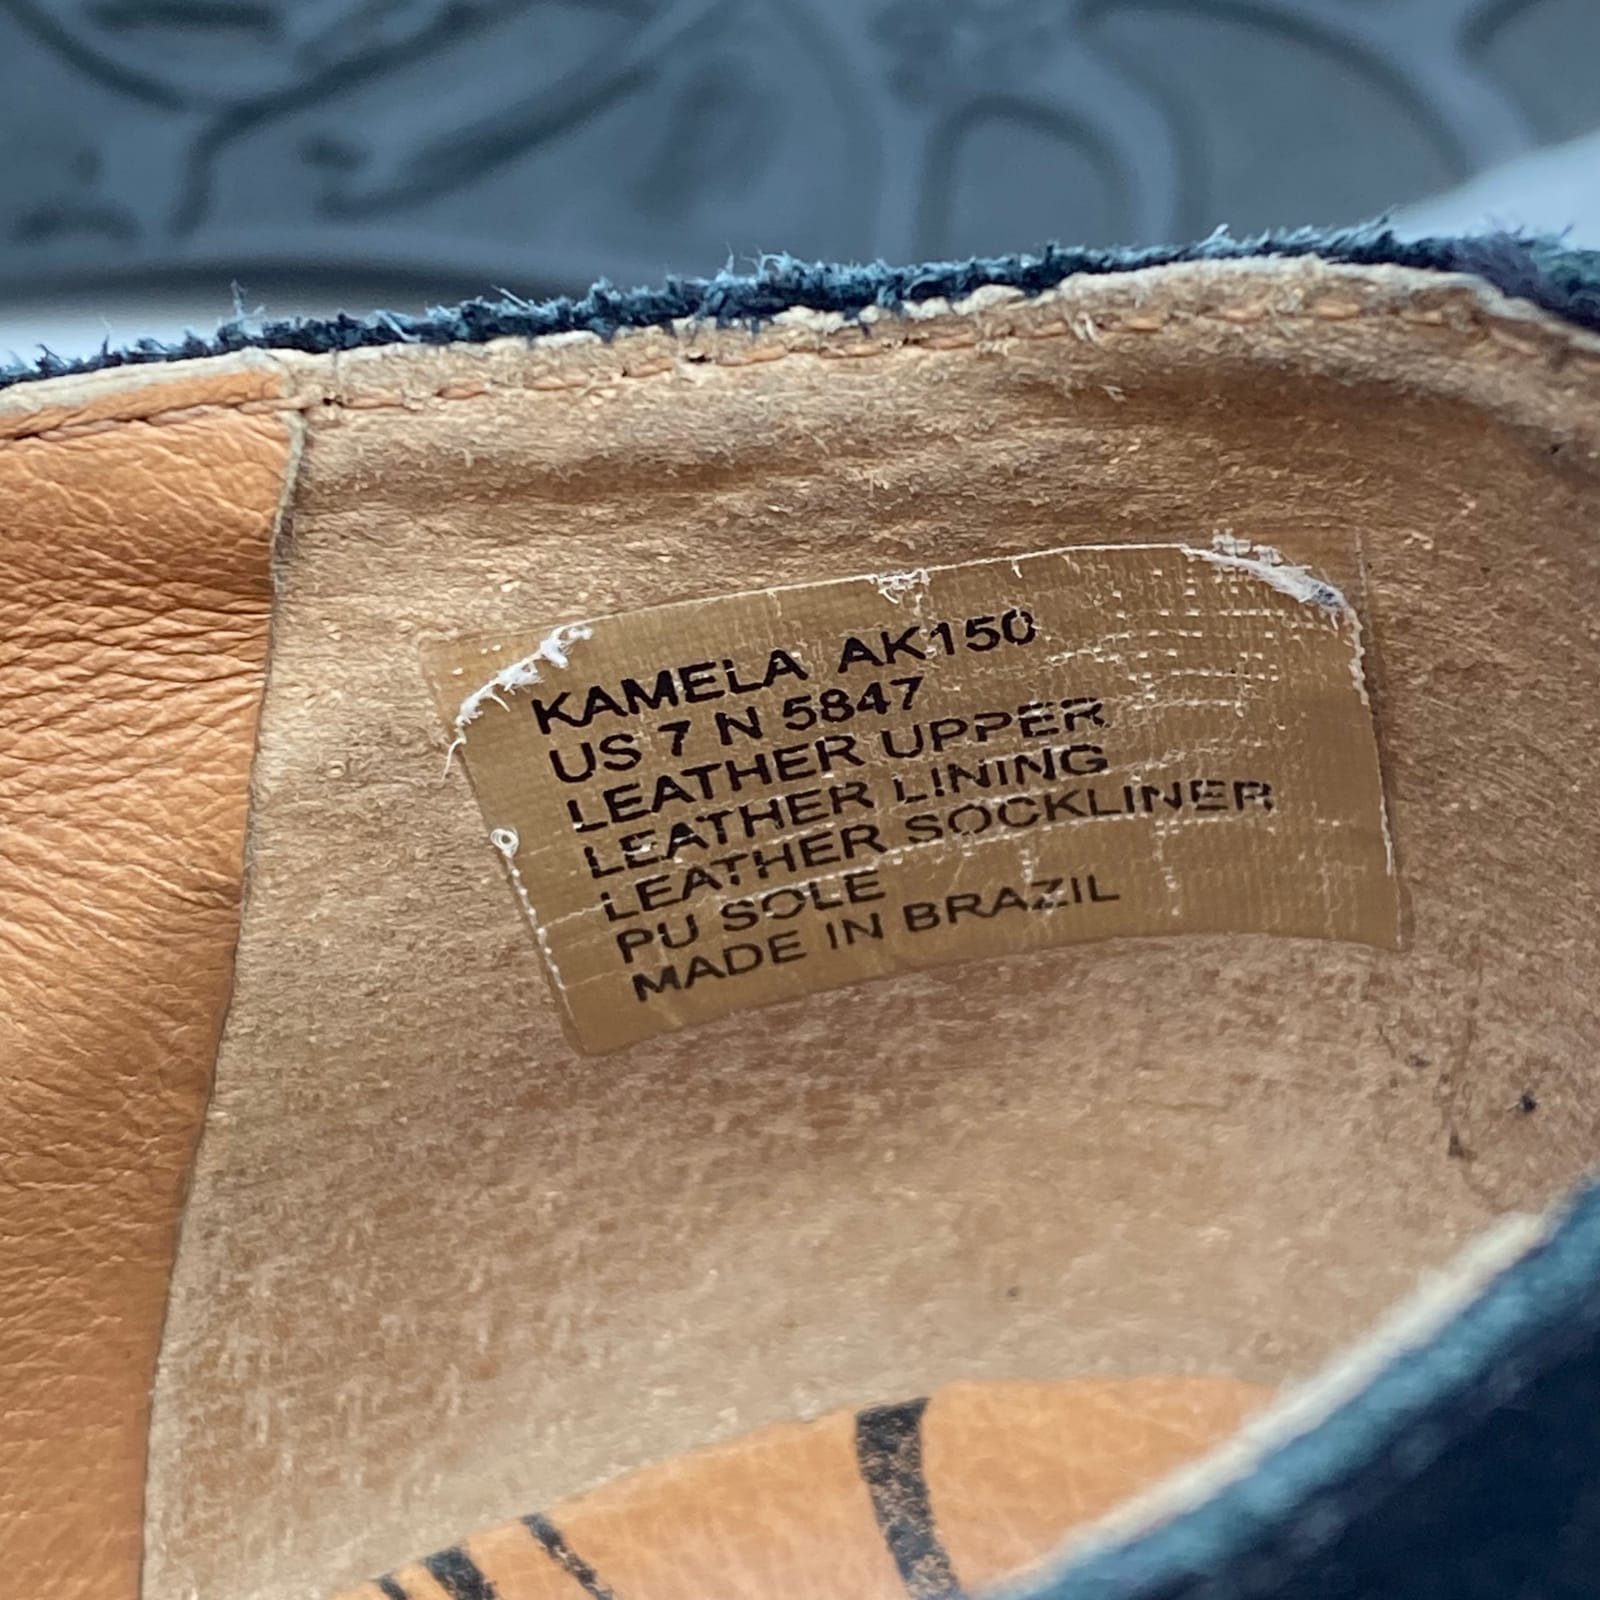 KAMELA AK150
US 7 N 5847
LEATHER UPPER
LEATHER LINING
LEATHER SOCKLINER
PU SOLE
MADE IN BRAZIL